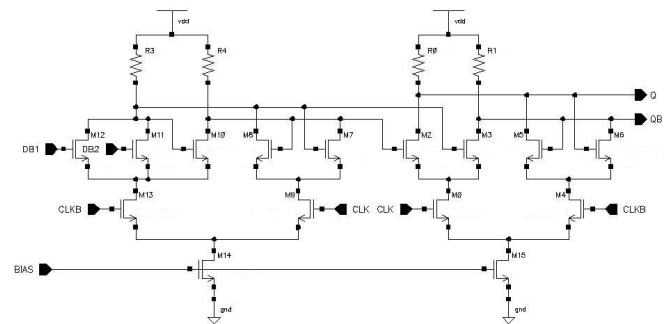 vdd vdd
R3 R4 R0 R1
Q
QB
M12 M11 M10 M8 M7 M2 M3 M5 M6
DB1 DB2
M13 M9 M0 M4
CLKB CLK CLK CLKB
M14 M15
BIAS
gnd gnd